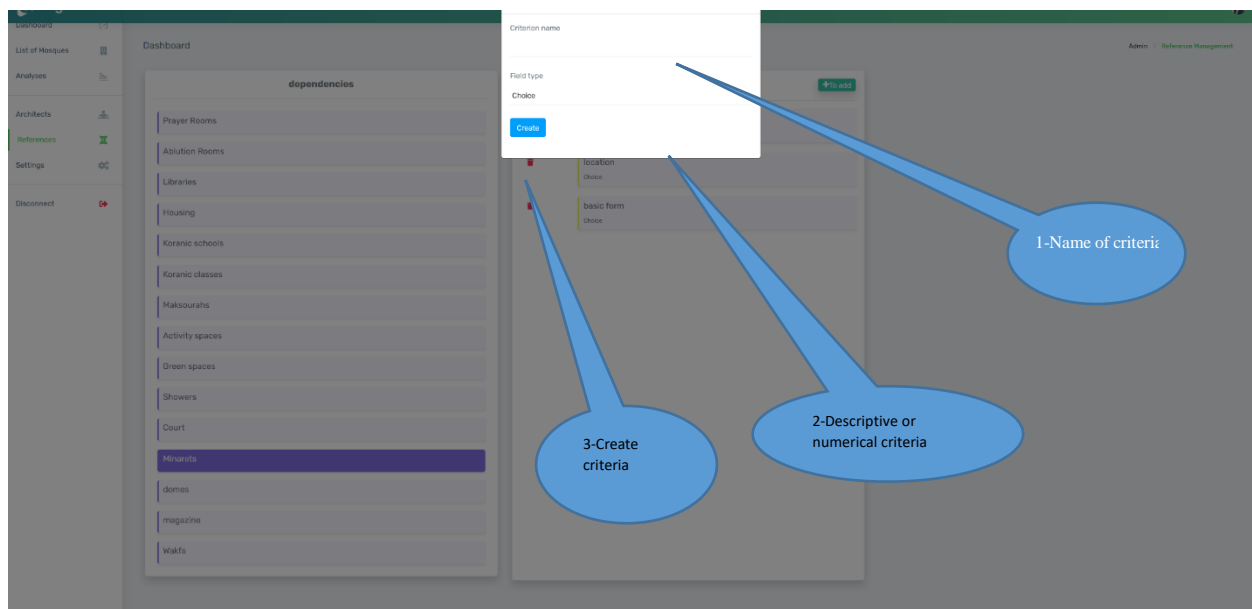 Dashboard
List of Mosques
Analyses
Architects
References
Settings
Disconnect
Dashboard
Admin
Reference Management
dependencies
Prayer Rooms
Ablution Rooms
Libraries
Housing
Koranic schools
Koranic classes
Maksourahs
Activity spaces
Green spaces
Showers
Court
Minarets
domes
magazine
Wakfs
Criterion name
Field type
Choice
Create
+To add
location
Choice
basic form
Choice
1-Name of criteria
2-Descriptive or
numerical criteria
3-Create
criteria